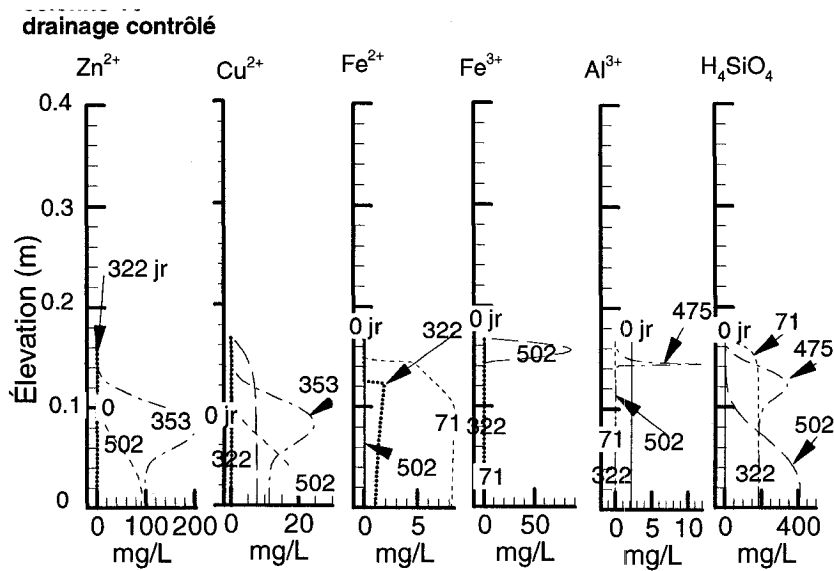 drainage contrôlé
Zn²⁺ Cu²⁺ Fe²⁺ Fe³⁺ Al³⁺ H₄SiO₄
0.4
0.3
0.2
0.1
0
Élevation (m)
322 jr
0
353
502
353
0 jr
322
502
0 jr
322
71
502
0 jr
502
322
71
0 jr
475
71
502
322
0 jr
71
475
502
322
0 100 200 0 20 0 5 0 50 0 5 10 0 400
mg/L mg/L mg/L mg/L mg/L mg/L